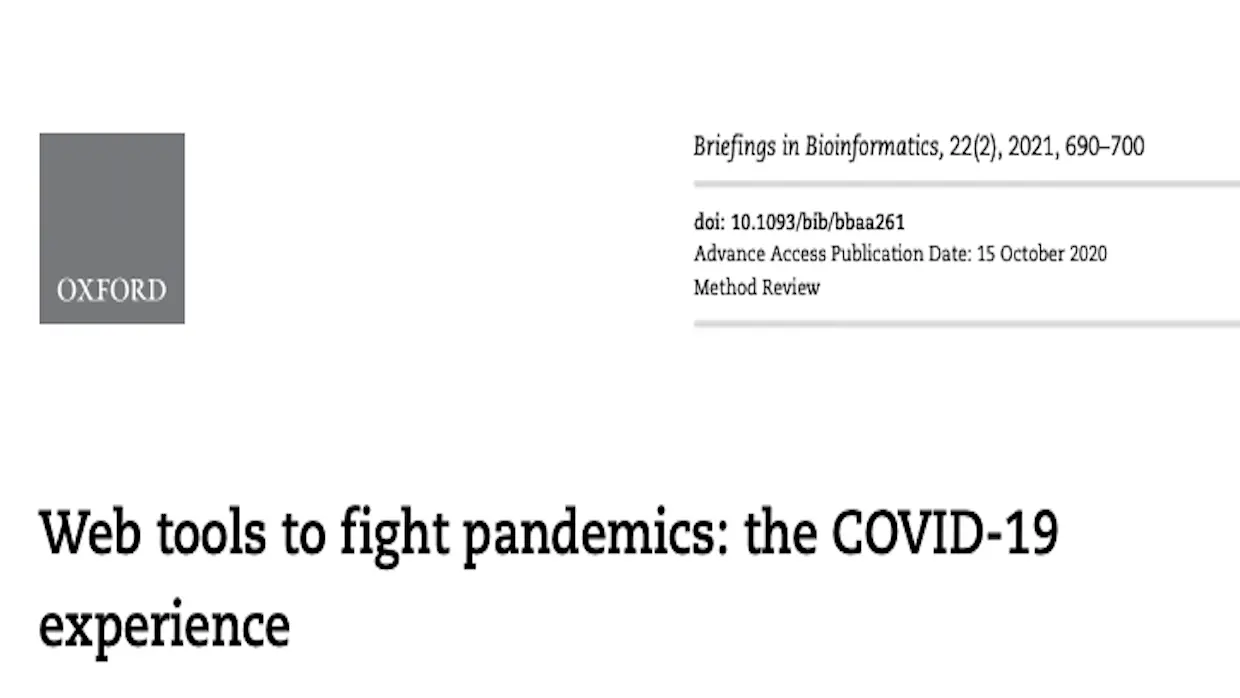 OXFORD
Briefings in Bioinformatics, 22(2), 2021, 690–700
doi: 10.1093/bib/bbaa261
Advance Access Publication Date: 15 October 2020
Method Review
Web tools to fight pandemics: the COVID-19
experience